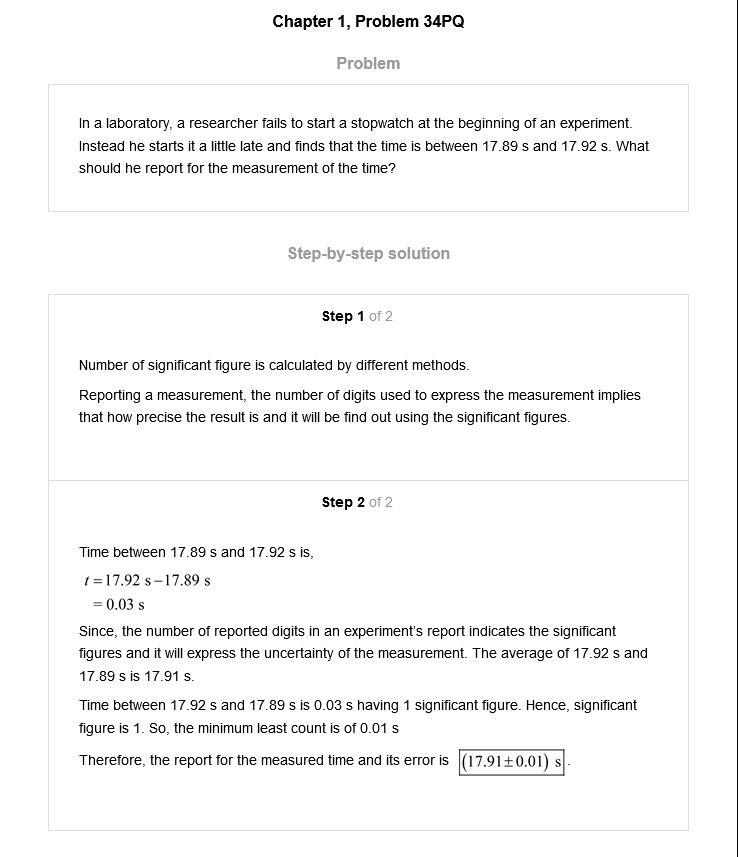 Chapter 1, Problem 34PQ
Problem
In a laboratory, a researcher fails to start a stopwatch at the beginning of an experiment.
Instead he starts it a little late and finds that the time is between 17.89 s and 17.92 s. What
should he report for the measurement of the time?
Step-by-step solution
Step 1 of 2
Number of significant figure is calculated by different methods.
Reporting a measurement, the number of digits used to express the measurement implies
that how precise the result is and it will be find out using the significant figures.
Step 2 of 2
Time between 17.89 s and 17.92 s is,
t = 17.92 s − 17.89 s
= 0.03 s
Since, the number of reported digits in an experiment's report indicates the significant
figures and it will express the uncertainty of the measurement. The average of 17.92 s and
17.89 s is 17.91 s.
Time between 17.92 s and 17.89 s is 0.03 s having 1 significant figure. Hence, significant
figure is 1. So, the minimum least count is of 0.01 s
Therefore, the report for the measured time and its error is (17.91±0.01) s.